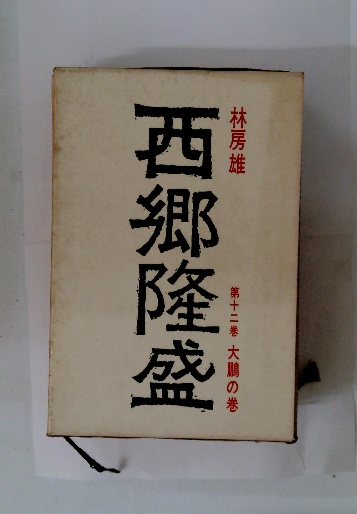 林房雄
西郷隆盛
第十二巻 大鵬の巻